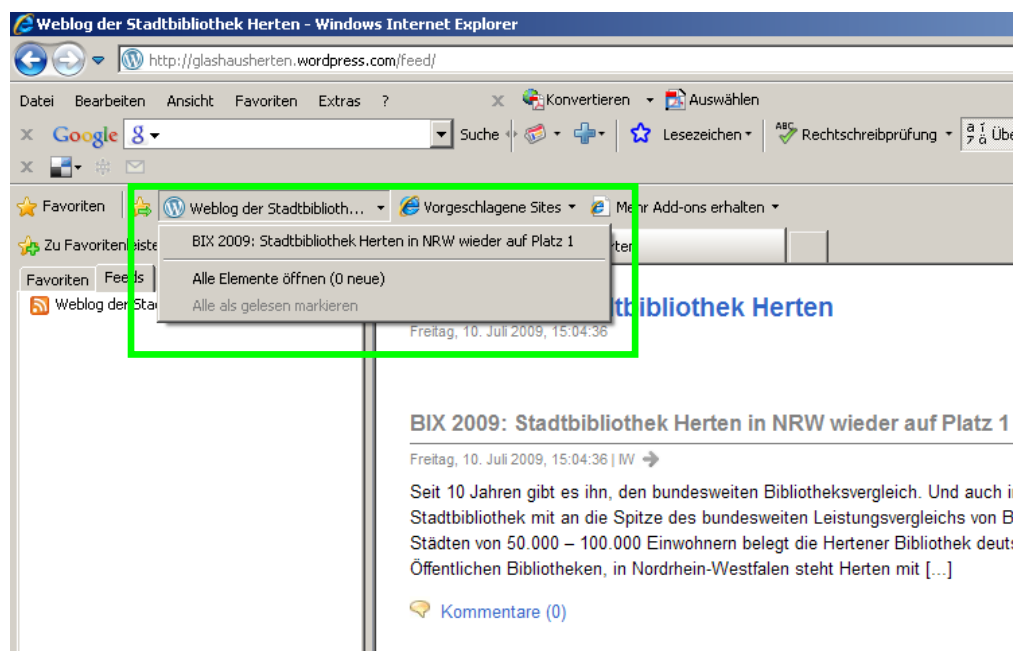 Weblog der Stadtbibliothek Herten - Windows Internet Explorer
http://glashausherten.wordpress.com/feed/
Datei Bearbeiten Ansicht Favoriten Extras ? x Konvertieren Auswählen
x Google 8 Suche Lesezeichen ABC Rechtschreibprüfung
x
Favoriten Weblog der Stadtbiblioth... Vorgeschlagene Sites Mehr Add-ons erhalten
Zu Favoritenleiste
BIX 2009: Stadtbibliothek Herten in NRW wieder auf Platz 1
Favoriten Feeds
Alle Elemente öffnen (0 neue)
Weblog der
Alle als gelesen markieren
Herten
Freitag, 10. Juli 2009, 15:04:36
BIX 2009: Stadtbibliothek Herten in NRW wieder auf Platz 1
Freitag, 10. Juli 2009, 15:04:36 | IW
Seit 10 Jahren gibt es ihn, den bundesweiten Bibliotheksvergleich. Und auch
Stadtbibliothek mit an die Spitze des bundesweiten Leistungsvergleichs von B
Städten von 50.000 – 100.000 Einwohnern belegt die Hertener Bibliothek deuts
Öffentlichen Bibliotheken, in Nordrhein-Westfalen steht Herten mit [...]
Kommentare (0)